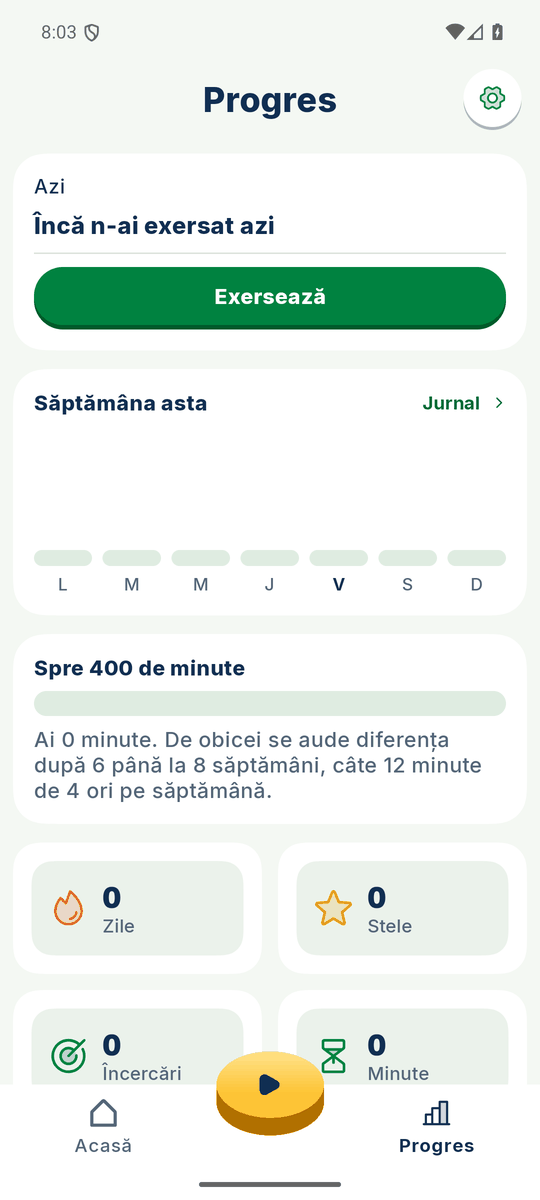 8:03
Progres
Azi
Încă n-ai exersat azi
Exersează
Săptămâna asta
Jurnal
L M M J V S D
Spre 400 de minute
Ai 0 minute. De obicei se aude diferența
după 6 până la 8 săptămâni, câte 12 minute
de 4 ori pe săptămână.
0
Zile
0
Stele
0
Încercări
0
Minute
Acasă
Progres